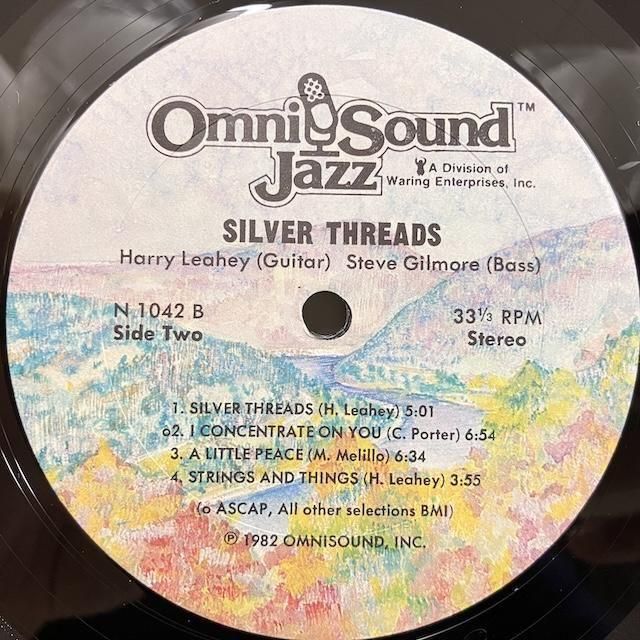 Omni Sound™
Jazz
A Division of
Waring Enterprises, Inc.
SILVER THREADS
Harry Leahey (Guitar) Steve Gilmore (Bass)
N 1042 B
Side Two
33⅓ RPM
Stereo
1. SILVER THREADS (H. Leahey) 5:01
o2. I CONCENTRATE ON YOU (C. Porter) 6:54
3. A LITTLE PEACE (M. Melillo) 6:34
4. STRINGS AND THINGS (H. Leahey) 3:55
(o ASCAP, All other selections BMI)
℗ 1982 OMNISOUND, INC.